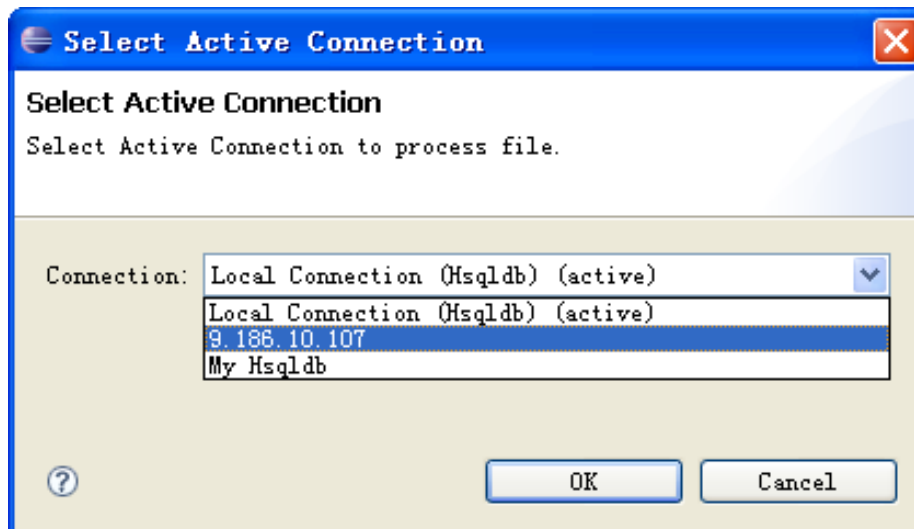 Select Active Connection
Select Active Connection
Select Active Connection to process file.
Connection: Local Connection (Hsqldb) (active)
Local Connection (Hsqldb) (active)
9.186.10.107
My Hsqldb
? OK Cancel